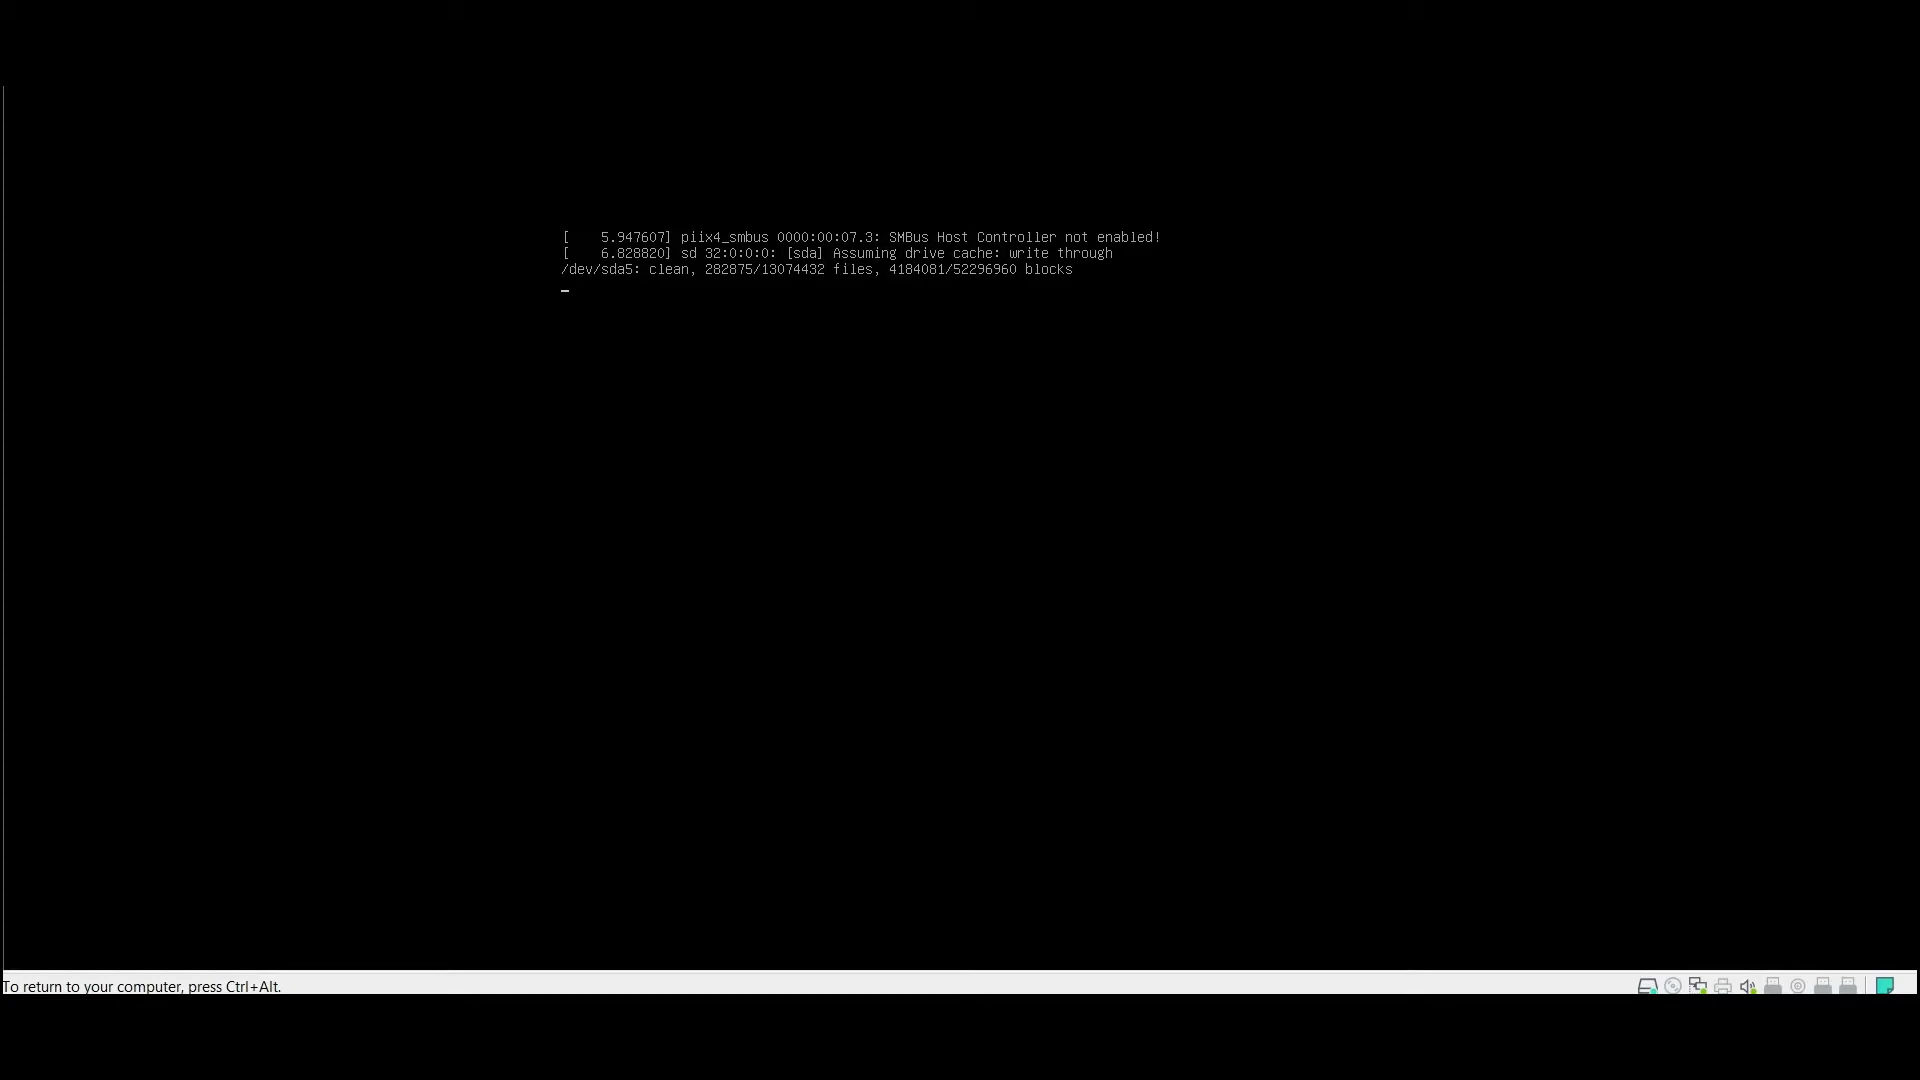 [    5.947607] piix4_smbus 0000:00:07.3: SMBus Host Controller not enabled!
[    6.828820] sd 32:0:0:0: [sda] Assuming drive cache: write through
/dev/sda5: clean, 282875/13074432 files, 4184081/52296960 blocks
To return to your computer, press Ctrl+Alt.